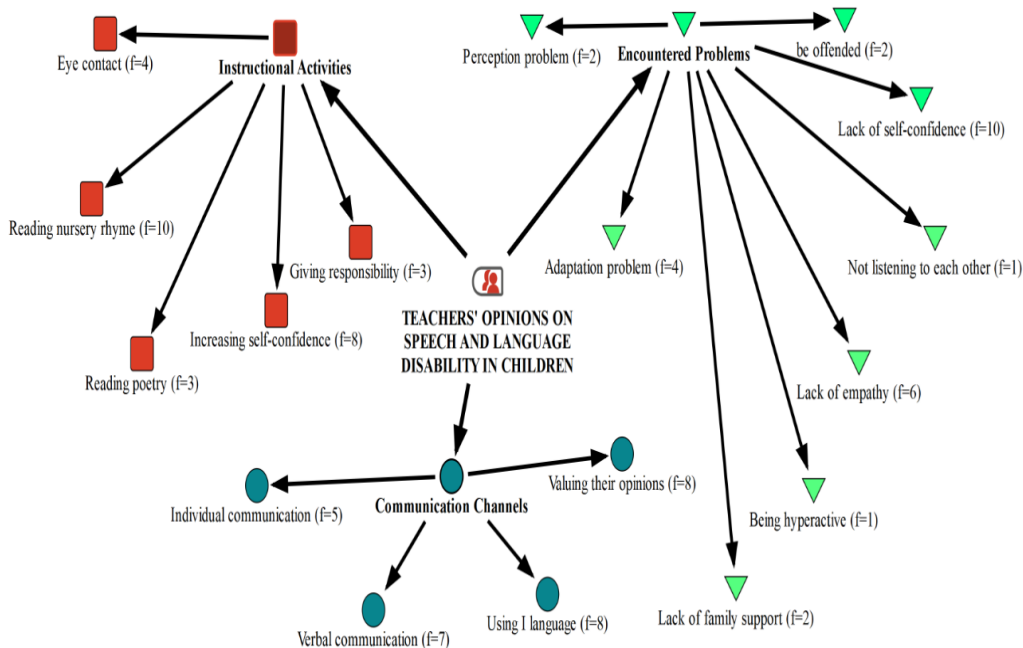 Eye contact (f=4)
Instructional Activities
Reading nursery rhyme (f=10)
Giving responsibility (f=3)
Increasing self-confidence (f=8)
Reading poetry (f=3)
Perception problem (f=2)
Encountered Problems
be offended (f=2)
Lack of self-confidence (f=10)
Adaptation problem (f=4)
Not listening to each other (f=1)
Lack of empathy (f=6)
Being hyperactive (f=1)
Lack of family support (f=2)
TEACHERS' OPINIONS ON
SPEECH AND LANGUAGE
DISABILITY IN CHILDREN
Individual communication (f=5)
Communication Channels
Valuing their opinions (f=8)
Verbal communication (f=7)
Using I language (f=8)